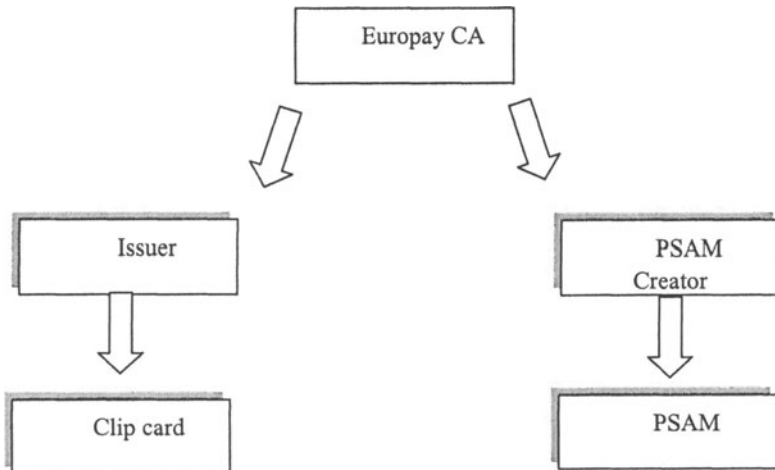 Europay CA
Issuer
PSAM
Creator
Clip card
PSAM